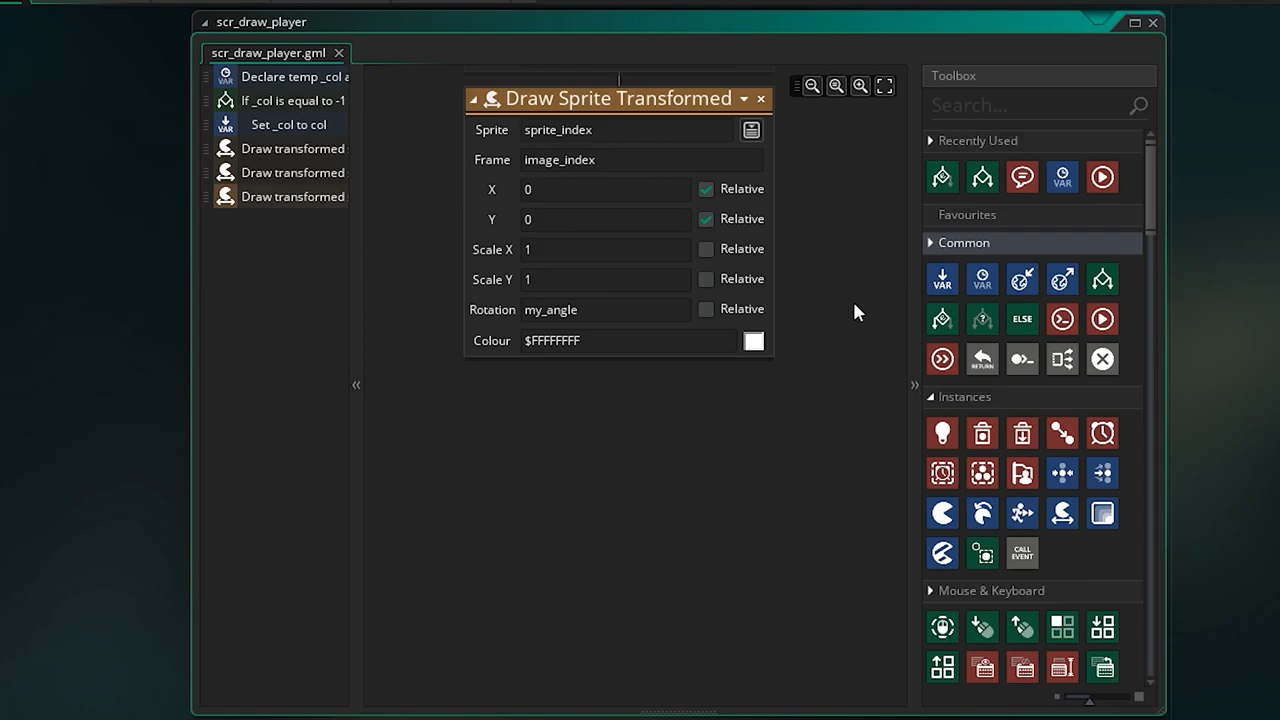 scr_draw_player
scr_draw_player.gml
Declare temp _col a
If _col is equal to -1
Set _col to col
Draw transformed
Draw transformed
Draw transformed
Draw Sprite Transformed
Sprite sprite_index
Frame image_index
X 0 Relative
Y 0 Relative
Scale X 1 Relative
Scale Y 1 Relative
Rotation my_angle Relative
Colour $FFFFFFFF
Toolbox
Search...
Recently Used
VAR
Favourites
Common
VAR VAR
ELSE
RETURN
Instances
CALL
EVENT
Mouse & Keyboard